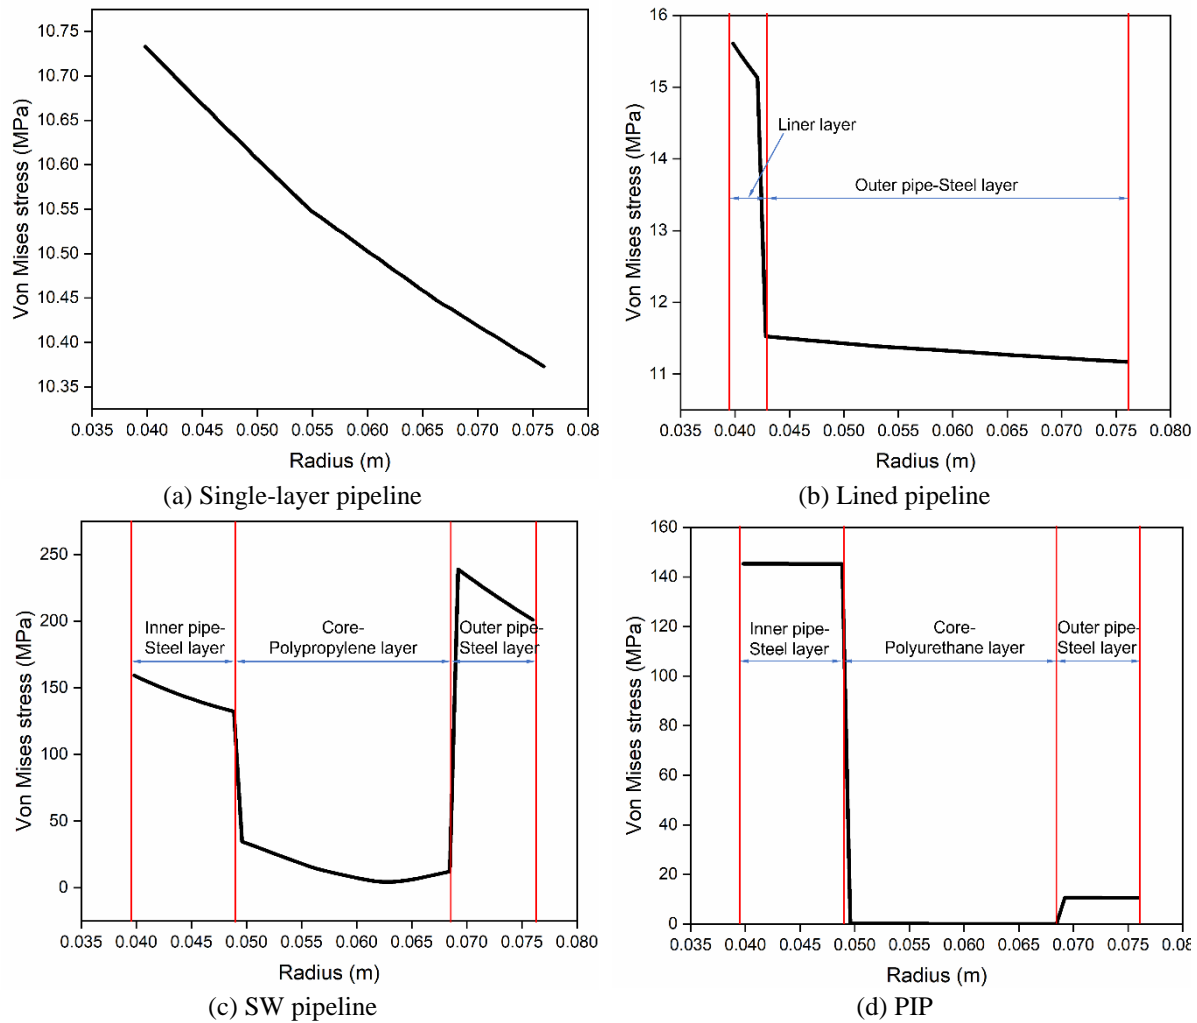 10.75
10.70
10.65
10.60
10.55
10.50
10.45
10.40
10.35
Von Mises stress (MPa)
0.035 0.040 0.045 0.050 0.055 0.060 0.065 0.070 0.075 0.08
Radius (m)
(a) Single-layer pipeline
16
15
14
13
12
11
Von Mises stress (MPa)
Liner layer
Outer pipe-Steel layer
0.035 0.040 0.045 0.050 0.055 0.060 0.065 0.070 0.075 0.080
Radius (m)
(b) Lined pipeline
250
200
150
100
50
0
Von Mises stress (MPa)
Inner pipe-
Steel layer
Core-
Polypropylene layer
Outer pipe-
Steel layer
0.035 0.040 0.045 0.050 0.055 0.060 0.065 0.070 0.075 0.080
Radius (m)
(c) SW pipeline
160
140
120
100
80
60
40
20
0
Von Mises stress (MPa)
Inner pipe-
Steel layer
Core-
Polyurethane layer
Outer pipe-
Steel layer
0.035 0.040 0.045 0.050 0.055 0.060 0.065 0.070 0.075 0.08
Radius (m)
(d) PIP